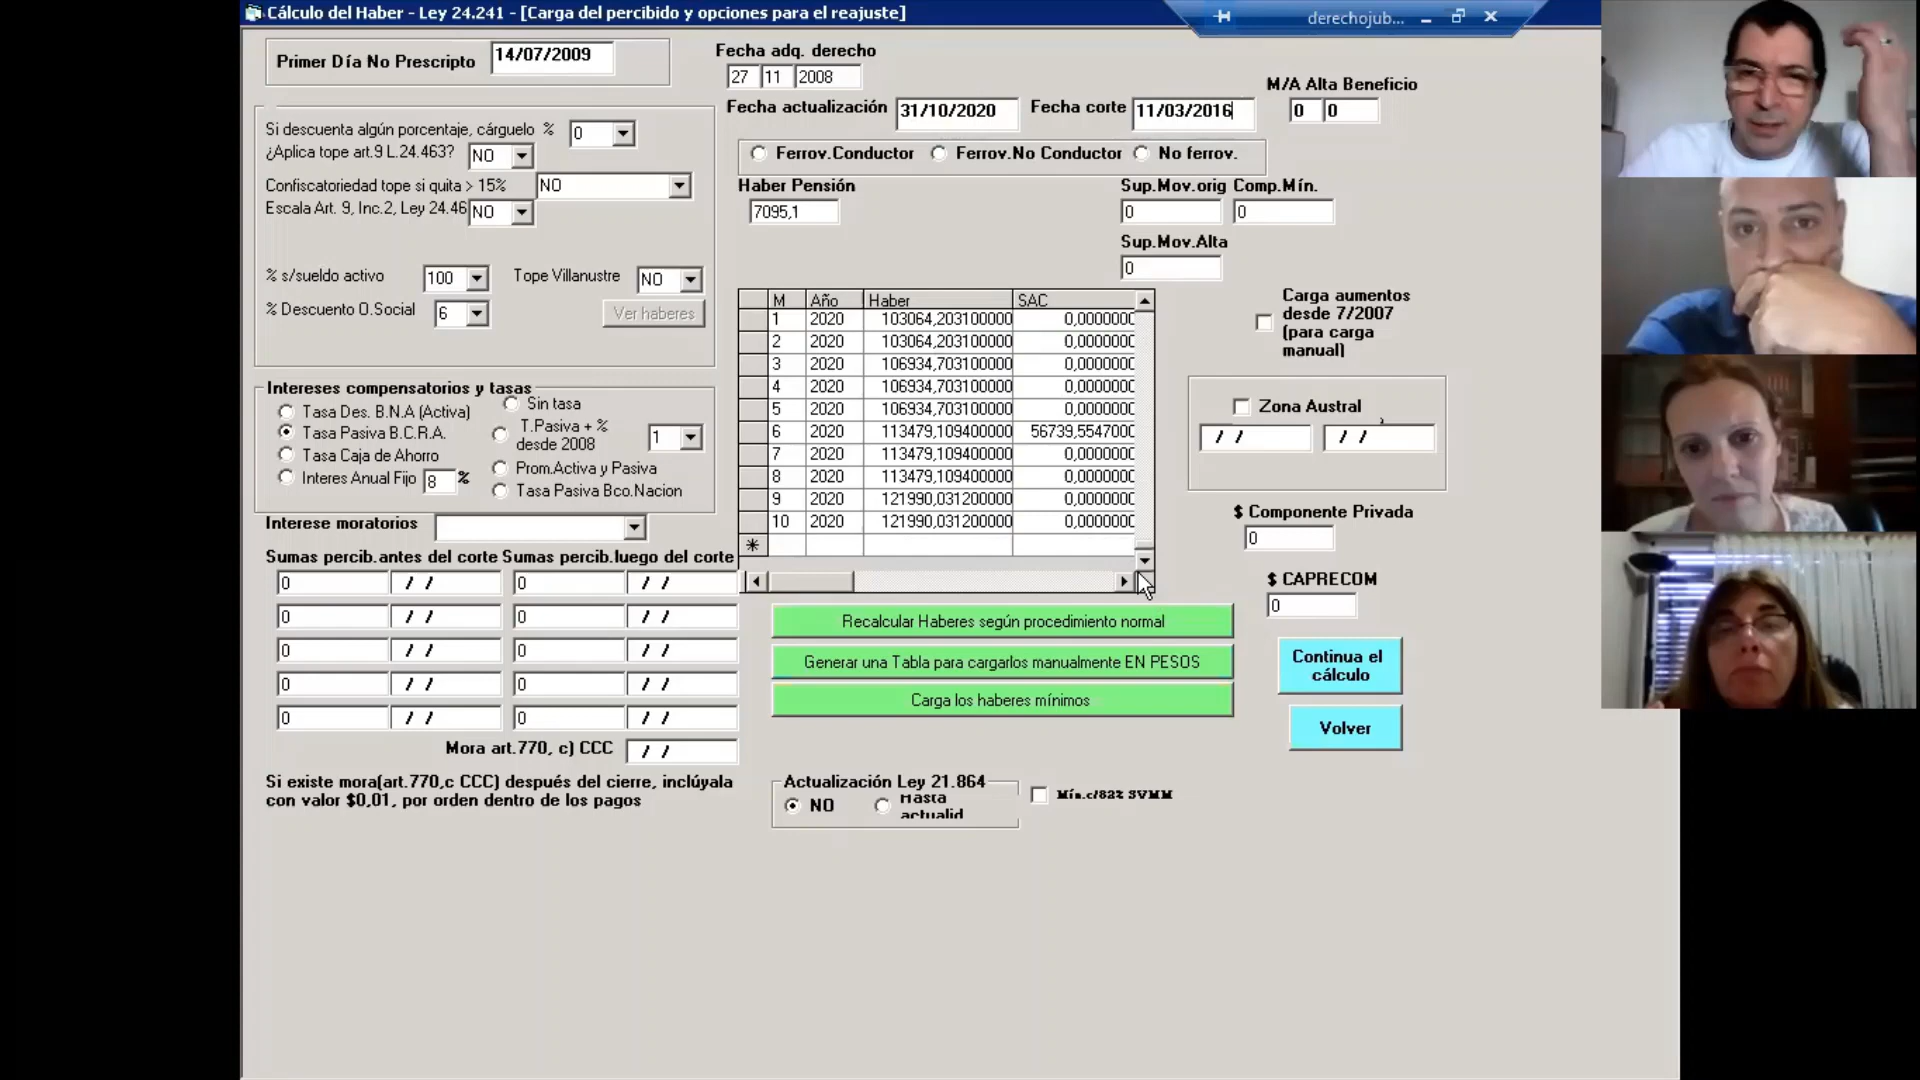 Cálculo del Haber - Ley 24.241 - [Carga del percibido y opciones para el reajuste]
derechojub...
Primer Día No Prescripto 14/07/2009
Fecha adq. derecho
27 11 2008
Fecha actualización 31/10/2020 Fecha corte 11/03/2016
M/A Alta Beneficio
0 0
Si descuenta algún porcentaje, cárguelo % 0
¿Aplica tope art.9 L.24.463? NO
Confiscatoriedad tope si quita > 15% NO
Escala Art. 9, Inc.2, Ley 24.46 NO
% s/sueldo activo 100 Tope Villanustre NO
% Descuento O.Social 6 Ver haberes
Ferrov.Conductor Ferrov.No Conductor No ferrov.
Haber Pensión
7095,1
Sup.Mov.orig Comp.Mín.
0 0
Sup.Mov.Alta
0
M Año Haber SAC
1 2020 103064,203100000 0,0000000
2 2020 103064,203100000 0,0000000
3 2020 106934,703100000 0,0000000
4 2020 106934,703100000 0,0000000
5 2020 106934,703100000 0,0000000
6 2020 113479,109400000 56739,5547000
7 2020 113479,109400000 0,0000000
8 2020 113479,109400000 0,0000000
9 2020 121990,031200000 0,0000000
10 2020 121990,031200000 0,0000000
Carga aumentos
desde 7/2007
(para carga
manual)
Zona Austral
/ / / /
$ Componente Privada
0
$ CAPRECOM
0
Intereses compensatorios y tasas
Tasa Des. B.N.A (Activa)
Tasa Pasiva B.C.R.A.
Tasa Caja de Ahorro
Interes Anual Fijo 8 %
Sin tasa
T.Pasiva + %
desde 2008 1
Prom.Activa y Pasiva
Tasa Pasiva Bco.Nacion
Interese moratorios
Sumas percib.antes del corte Sumas percib.luego del corte
0 / / 0 / /
0 / / 0 / /
0 / / 0 / /
0 / / 0 / /
0 / / 0 / /
Mora art.770, c) CCC / /
Si existe mora(art.770,c CCC) después del cierre, inclúyala
con valor $0,01, por orden dentro de los pagos
Recalcular Haberes según procedimiento normal
Generar una Tabla para cargarlos manualmente EN PESOS
Carga los haberes mínimos
Continua el
cálculo
Volver
Actualización Ley 21.864
NO
Hasta
actualid
Mín.c/82% SVMM